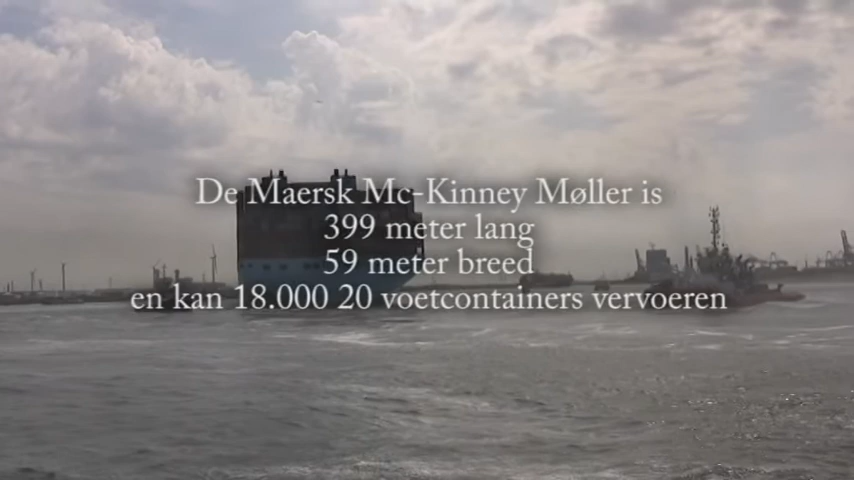 De Maersk Mc-Kinney Møller is
399 meter lang
59 meter breed
en kan 18.000 20 voetcontainers vervoeren